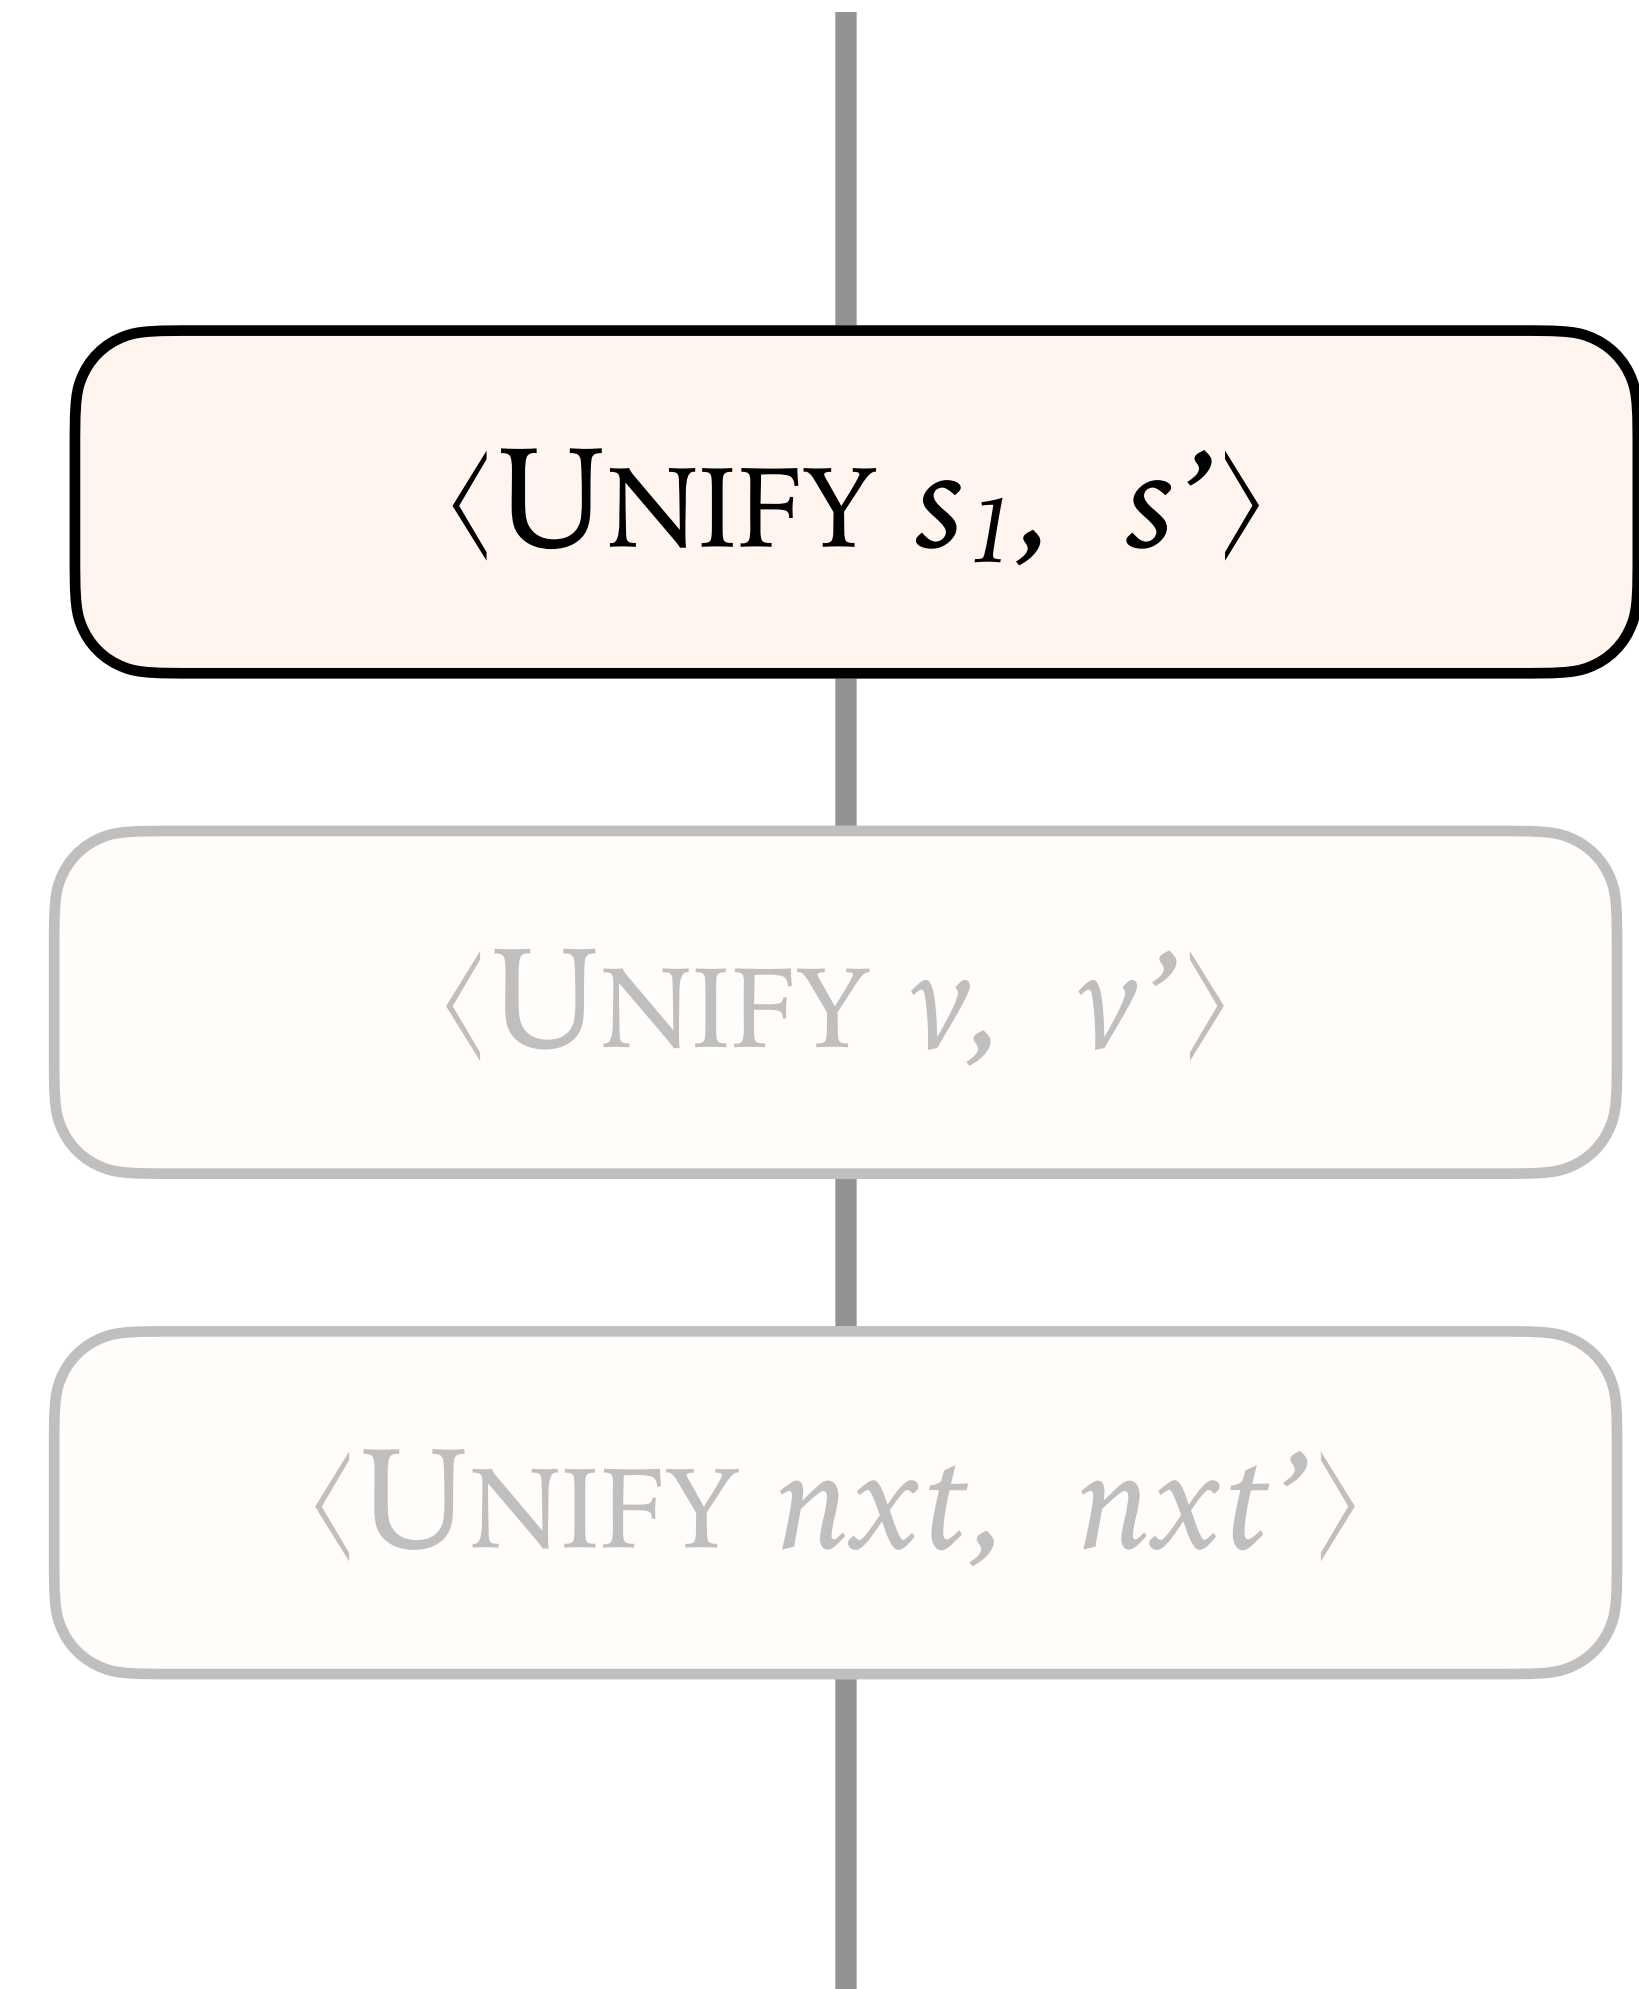 ⟨UNIFY s₁, s’⟩
⟨UNIFY v, v’⟩
⟨UNIFY nxt, nxt’⟩